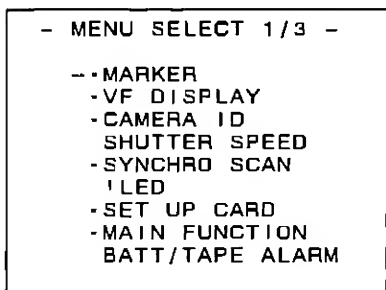 - MENU SELECT 1/3 -
--·MARKER
·VF DISPLAY
·CAMERA ID
SHUTTER SPEED
·SYNCHRO SCAN
!LED
·SET UP CARD
·MAIN FUNCTION
BATT/TAPE ALARM